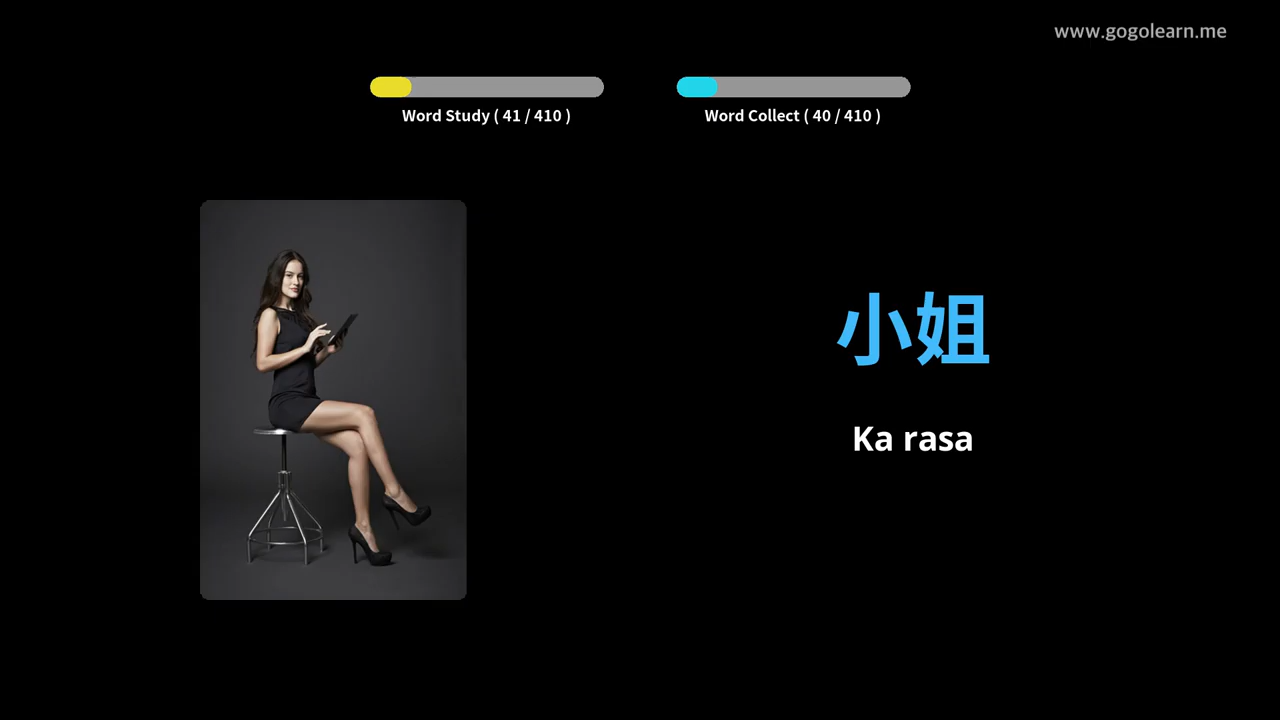 www.gogolearn.me
Word Study ( 41 / 410 )
Word Collect ( 40 / 410 )
小姐
Ka rasa